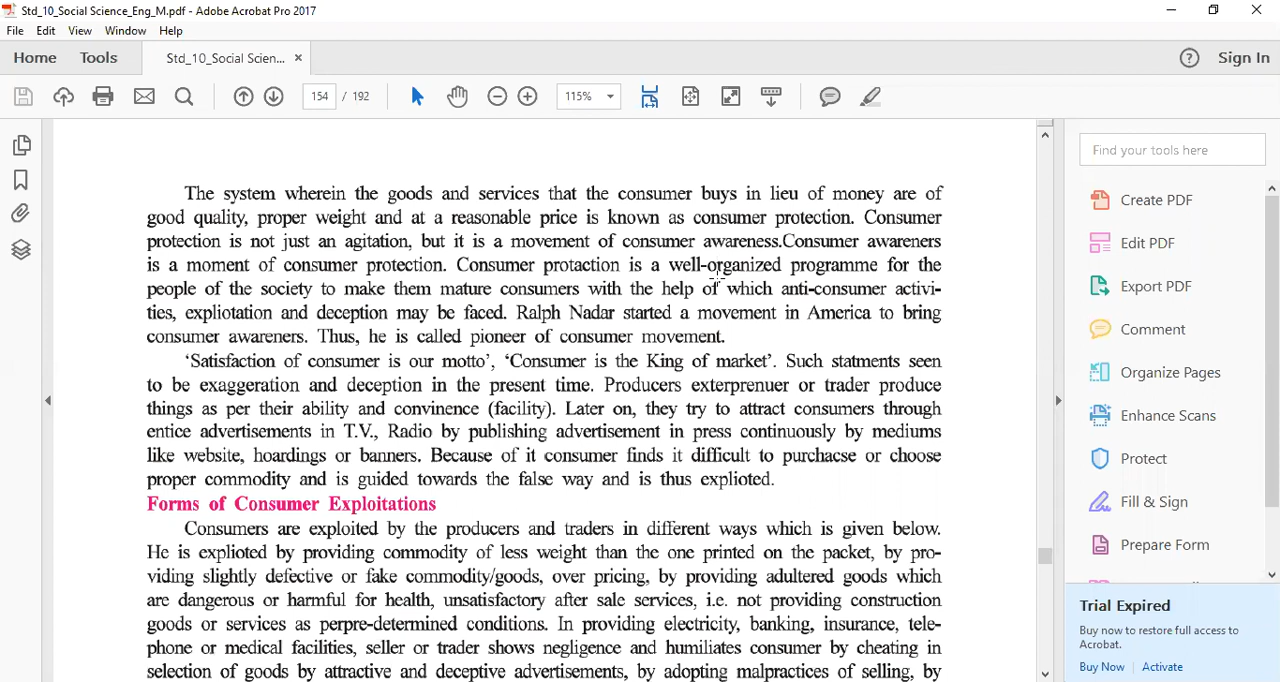 Std_10_Social Science_Eng_M.pdf - Adobe Acrobat Pro 2017
File Edit View Window Help
Home Tools Std_10_Social Scien... × Sign In
154 / 192 115%
Find your tools here
The system wherein the goods and services that the consumer buys in lieu of money are of
good quality, proper weight and at a reasonable price is known as consumer protection. Consumer
protection is not just an agitation, but it is a movement of consumer awareness.Consumer awareners
is a moment of consumer protection. Consumer protaction is a well-organized programme for the
people of the society to make them mature consumers with the help of which anti-consumer activi-
ties, expliotation and deception may be faced. Ralph Nadar started a movement in America to bring
consumer awareners. Thus, he is called pioneer of consumer movement.
‘Satisfaction of consumer is our motto’, ‘Consumer is the King of market’. Such statments seen
to be exaggeration and deception in the present time. Producers exterprenuer or trader produce
things as per their ability and convinence (facility). Later on, they try to attract consumers through
entice advertisements in T.V., Radio by publishing advertisement in press continuously by mediums
like website, hoardings or banners. Because of it consumer finds it difficult to purchacse or choose
proper commodity and is guided towards the false way and is thus explioted.
Forms of Consumer Exploitations
Consumers are exploited by the producers and traders in different ways which is given below.
He is explioted by providing commodity of less weight than the one printed on the packet, by pro-
viding slightly defective or fake commodity/goods, over pricing, by providing adultered goods which
are dangerous or harmful for health, unsatisfactory after sale services, i.e. not providing construction
goods or services as perpre-determined conditions. In providing electricity, banking, insurance, tele-
phone or medical facilities, seller or trader shows negligence and humiliates consumer by cheating in
selection of goods by attractive and deceptive advertisements, by adopting malpractices of selling, by
Create PDF
Edit PDF
Export PDF
Comment
Organize Pages
Enhance Scans
Protect
Fill & Sign
Prepare Form
Trial Expired
Buy now to restore full access to
Acrobat.
Buy Now Activate